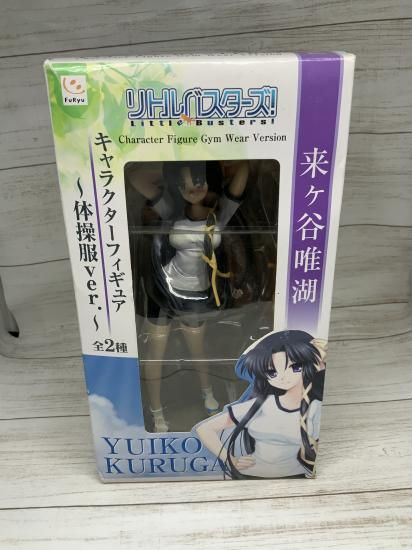 FuRyu
リトルバスターズ!
Little Busters!
Character Figure Gym Wear Version
キャラクターフィギュア
～体操服ver.～
全2種
来ヶ谷唯湖
YUIKO
KURUGA